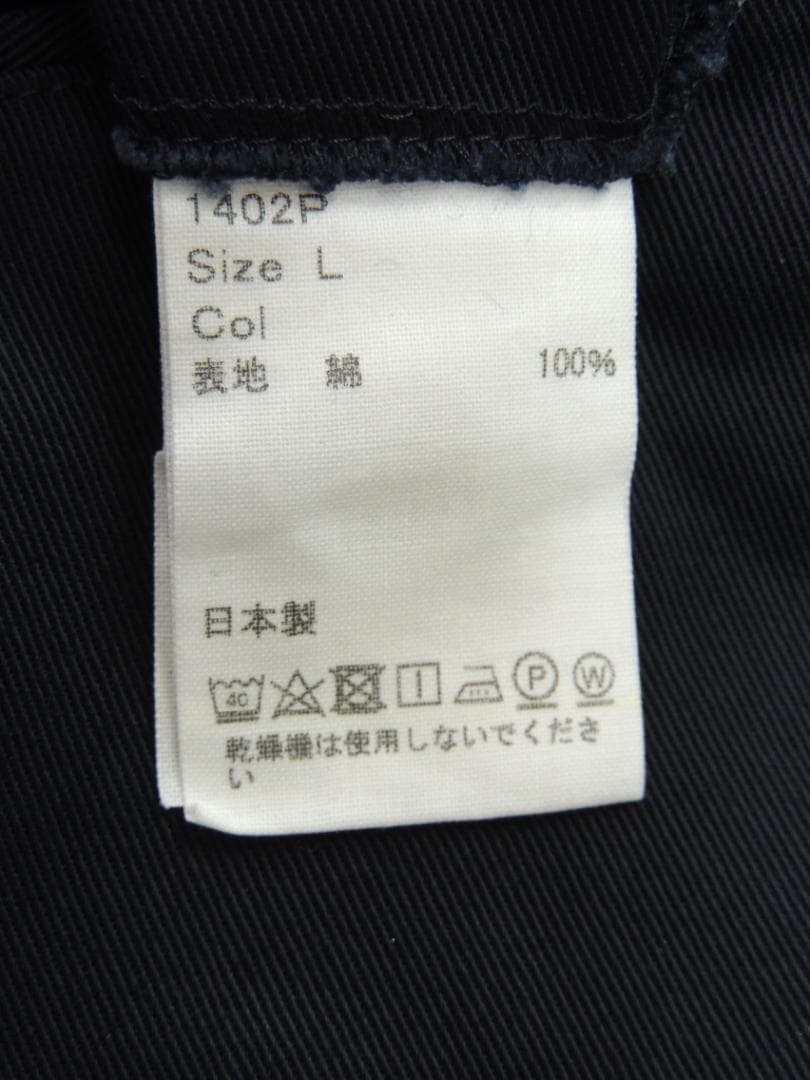 1402P
Size L
Col
表地 綿 100%
日本製
40 P W
乾燥機は使用しないでくださ
い